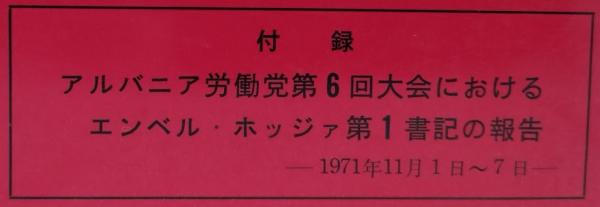 付録
アルバニア労働党第6回大会における
エンベル・ホッジァ第1書記の報告
—1971年11月1日～7日—